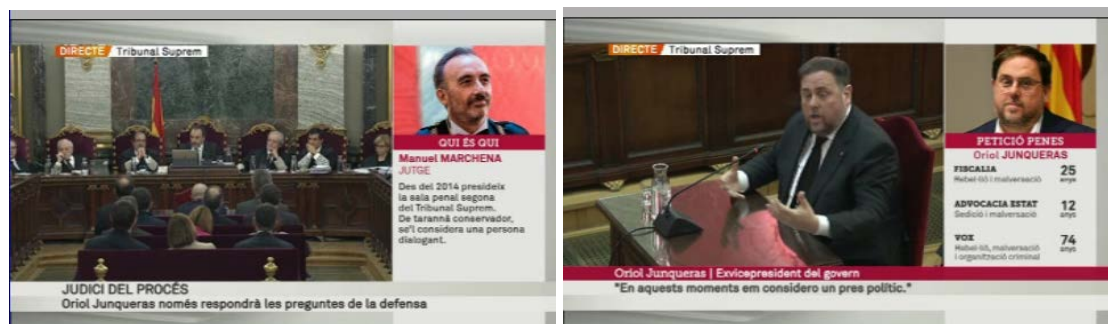 DIRECTE Tribunal Suprem
QUI ÉS QUI
Manuel MARCHENA
JUTGE
Des del 2014 presideix
la sala penal segona
del Tribunal Suprem.
De tarannà conservador,
se'l considera una persona
dialogant.
JUDICI DEL PROCÉS
Oriol Junqueras només respondrà les preguntes de la defensa
DIRECTE Tribunal Suprem
PETICIÓ PENES
Oriol JUNQUERAS
FISCALIA 25
Rebel·lió i malversació anys
ADVOCACIA ESTAT 12
Sedició i malversació anys
VOX 74
Rebel·lió, malversació anys
i organització criminal
Oriol Junqueras | Exvicepresident del govern
"En aquests moments em considero un pres polític."